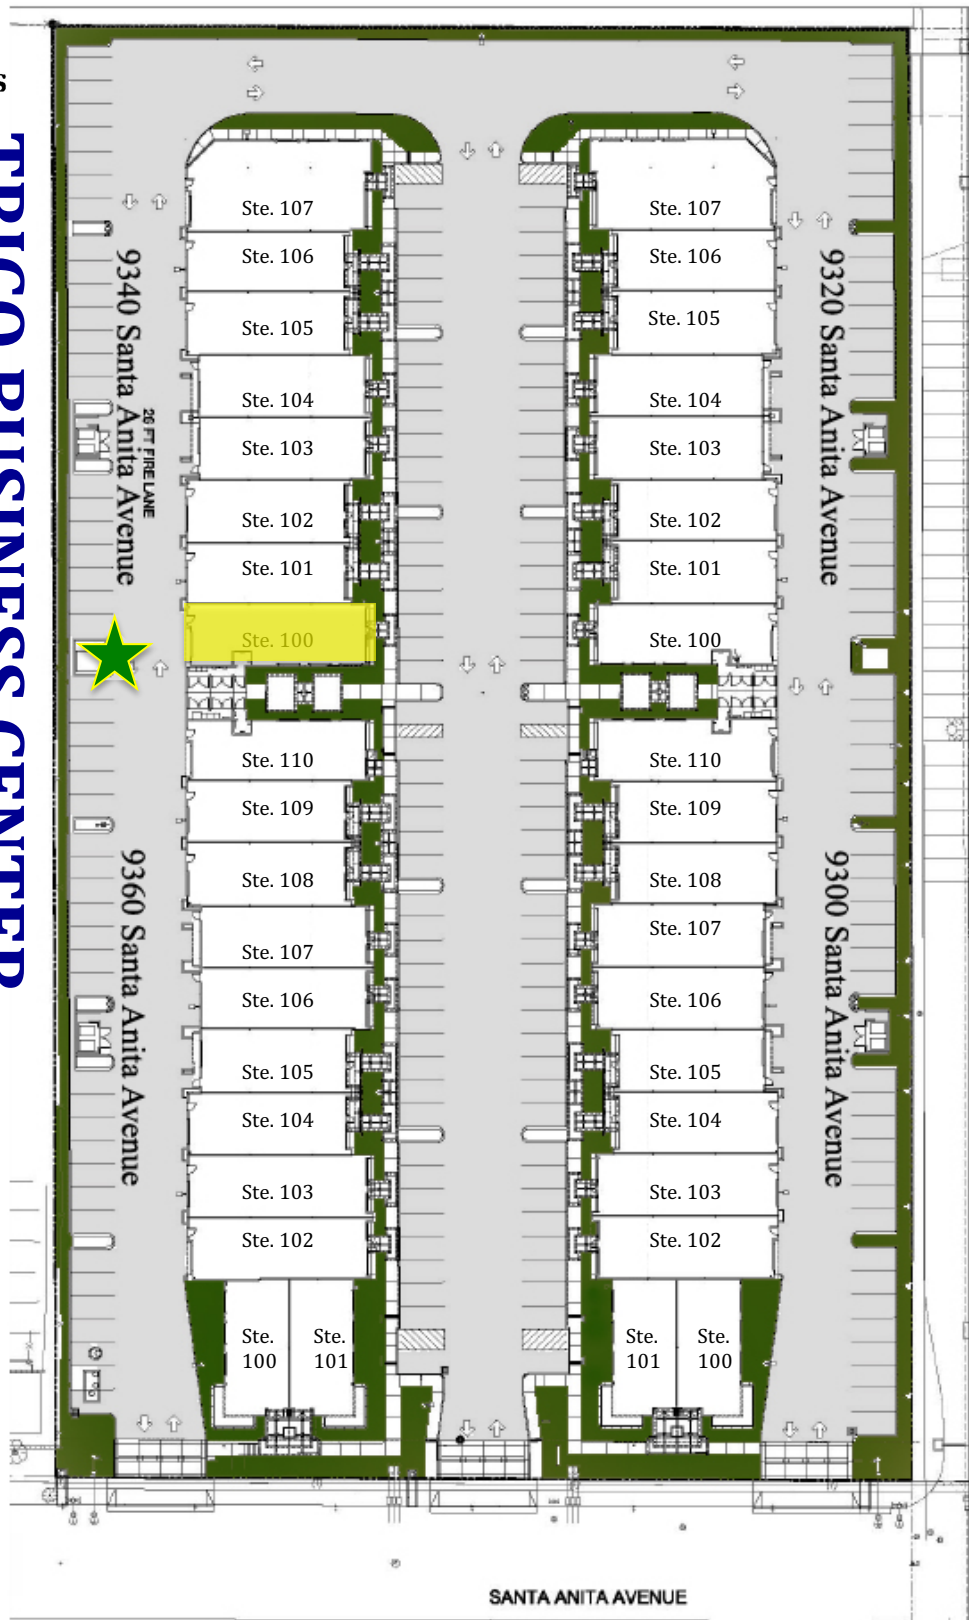 s
TRICO BUSINESS CENTER
Ste. 107
Ste. 106
Ste. 105
Ste. 104
Ste. 103
Ste. 102
Ste. 101
Ste. 100
9340 Santa Anita Avenue
26 FT FIRE LANE
Ste. 107
Ste. 106
Ste. 105
Ste. 104
Ste. 103
Ste. 102
Ste. 101
Ste. 100
9320 Santa Anita Avenue
Ste. 110
Ste. 109
Ste. 108
Ste. 107
Ste. 106
Ste. 105
Ste. 104
Ste. 103
Ste. 102
Ste.
100
Ste.
101
9360 Santa Anita Avenue
Ste. 110
Ste. 109
Ste. 108
Ste. 107
Ste. 106
Ste. 105
Ste. 104
Ste. 103
Ste. 102
Ste.
101
Ste.
100
9300 Santa Anita Avenue
SANTA ANITA AVENUE